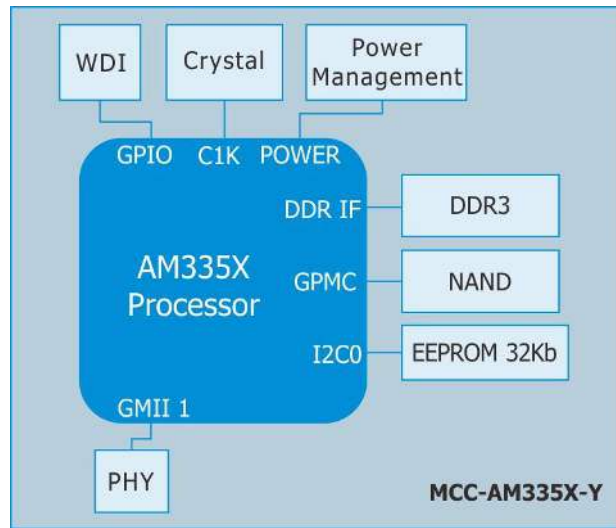 WDI
Crystal
Power
Management
GPIO
C1K
POWER
DDR IF
DDR3
AM335X
Processor
GPMC
NAND
I2C0
EEPROM 32Kb
GMII 1
PHY
MCC-AM335X-Y